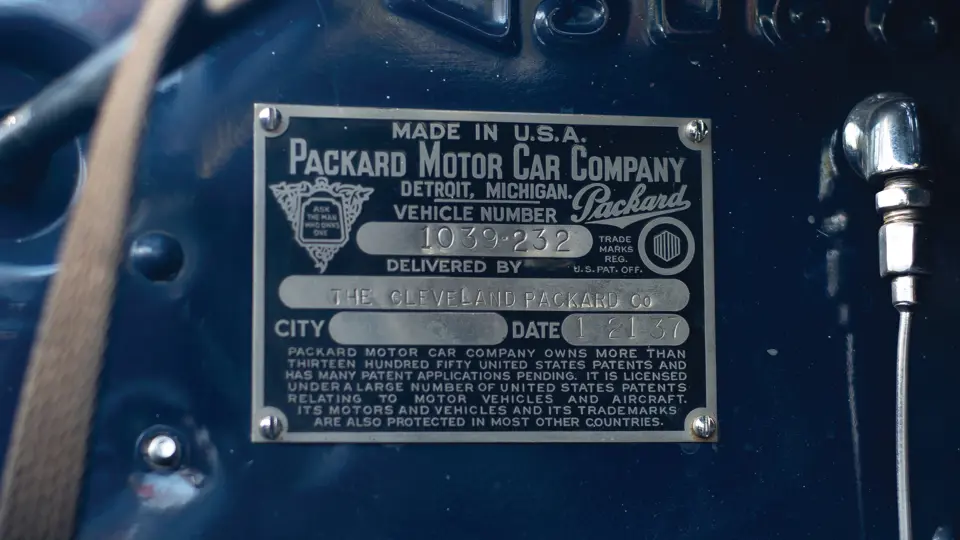 MADE IN U.S.A.
PACKARD MOTOR CAR COMPANY
DETROIT, MICHIGAN.
Packard
ASK
THE MAN
WHO OWNS
ONE
VEHICLE NUMBER
1039-232
TRADE
MARKS
REG.
U.S. PAT. OFF.
DELIVERED BY
THE CLEVELAND PACKARD CO
CITY
DATE 1 21 37
PACKARD MOTOR CAR COMPANY OWNS MORE THAN
THIRTEEN HUNDRED FIFTY UNITED STATES PATENTS AND
HAS MANY PATENT APPLICATIONS PENDING. IT IS LICENSED
UNDER A LARGE NUMBER OF UNITED STATES PATENTS
RELATING TO MOTOR VEHICLES AND AIRCRAFT.
ITS MOTORS AND VEHICLES AND ITS TRADEMARKS
ARE ALSO PROTECTED IN MOST OTHER COUNTRIES.